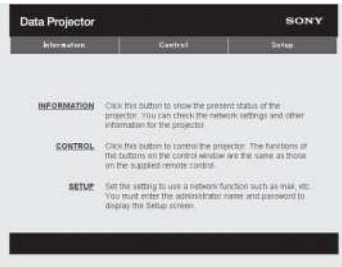 Data Projector
SONY
Information
Control
Setup
INFORMATION
Click this button to show the present status of the
projector. You can check the network settings and other
information for the projector.
CONTROL
Click this button to control the projector. The functions of
the buttons on the control window are the same as those
on the supplied remote control.
SETUP
Set the setting to use a network function such as mail, etc.
You must enter the administrator name and password to
display the Setup screen.